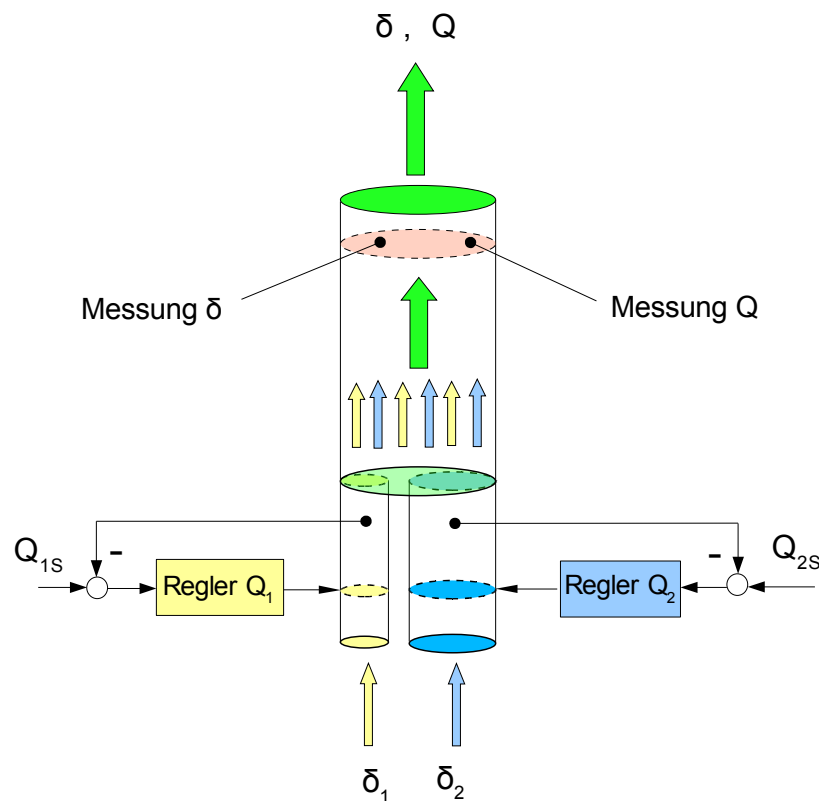 δ , Q
Messung δ
Messung Q
Q1S
-
Regler Q1
-
Q2S
Regler Q2
δ1
δ2